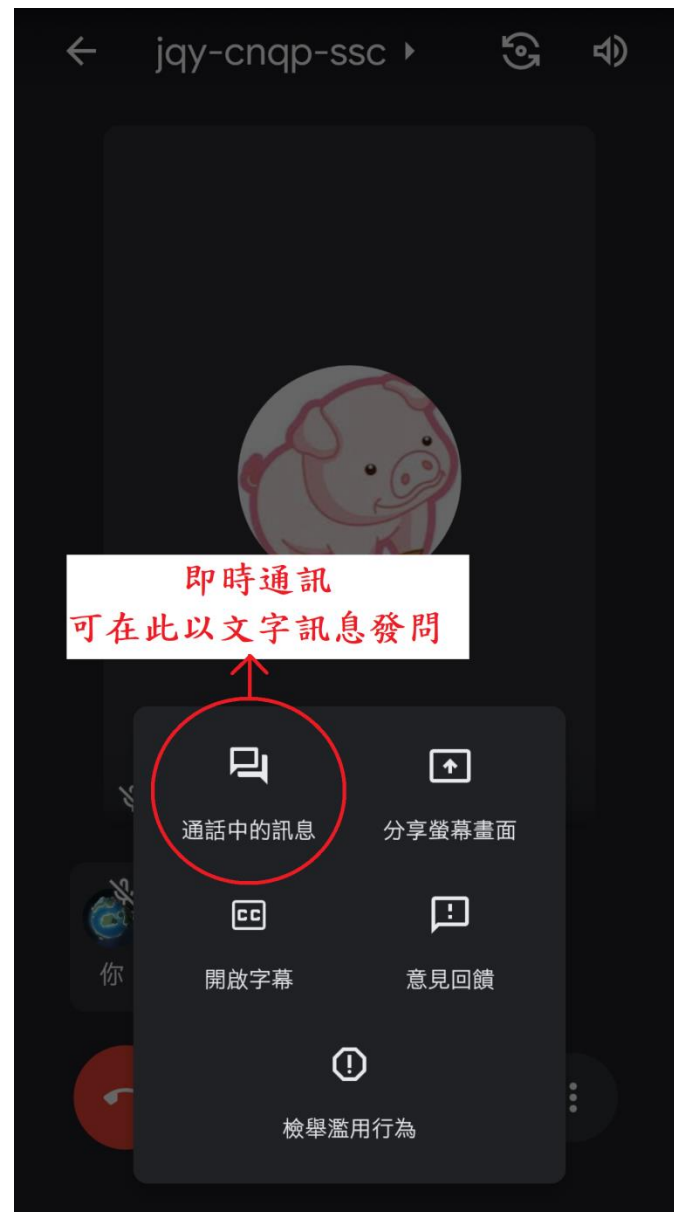 jqy-cnqp-ssc
即時通訊
可在此以文字訊息發問
通話中的訊息
分享螢幕畫面
CC
開啟字幕
意見回饋
你
檢舉濫用行為